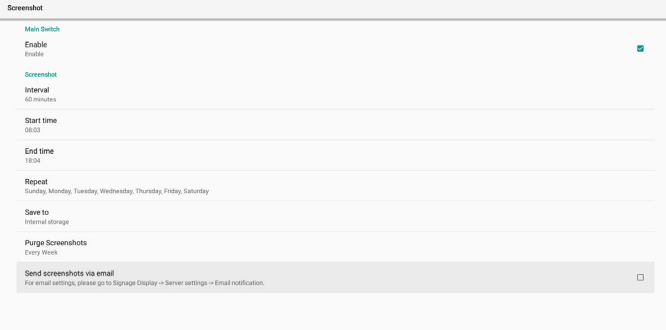 Screenshot
Main Switch
Enable
Enable
Screenshot
Interval
60 minutes
Start time
08:03
End time
18:04
Repeat
Sunday, Monday, Tuesday, Wednesday, Thursday, Friday, Saturday
Save to
Internal storage
Purge Screenshots
Every Week
Send screenshots via email
For email settings, please go to Signage Display -> Server settings -> Email notification.